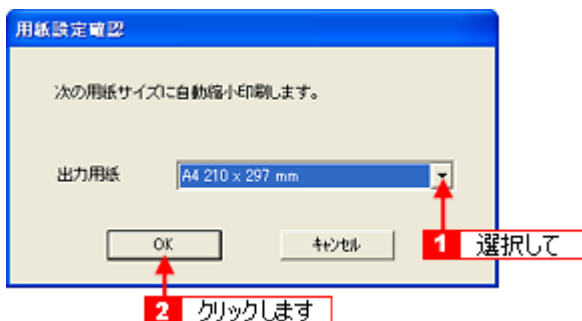 用紙設定確認
次の用紙サイズに自動縮小印刷します。
出力用紙 A4 210 x 297 mm
OK キャンセル
1 選択して
2 クリックします